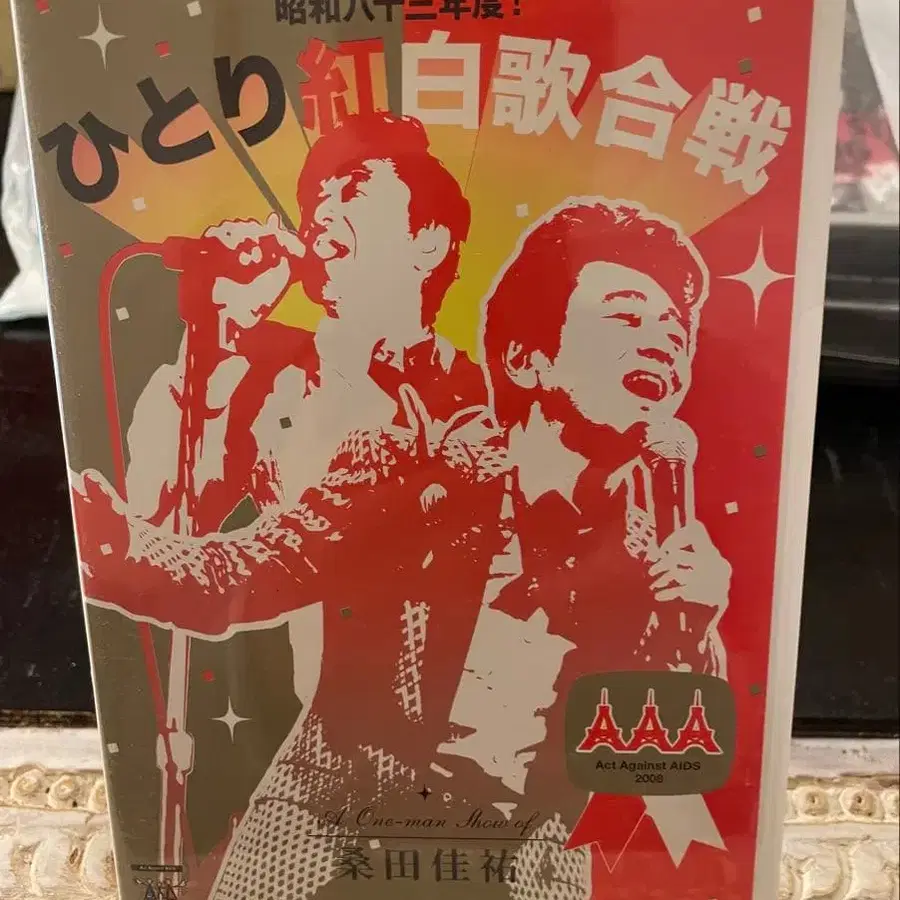 昭和八十三年度!
ひとり紅白歌合戦
AAA
Act Against AIDS
2008
A One-man Show of
桑田佳祐